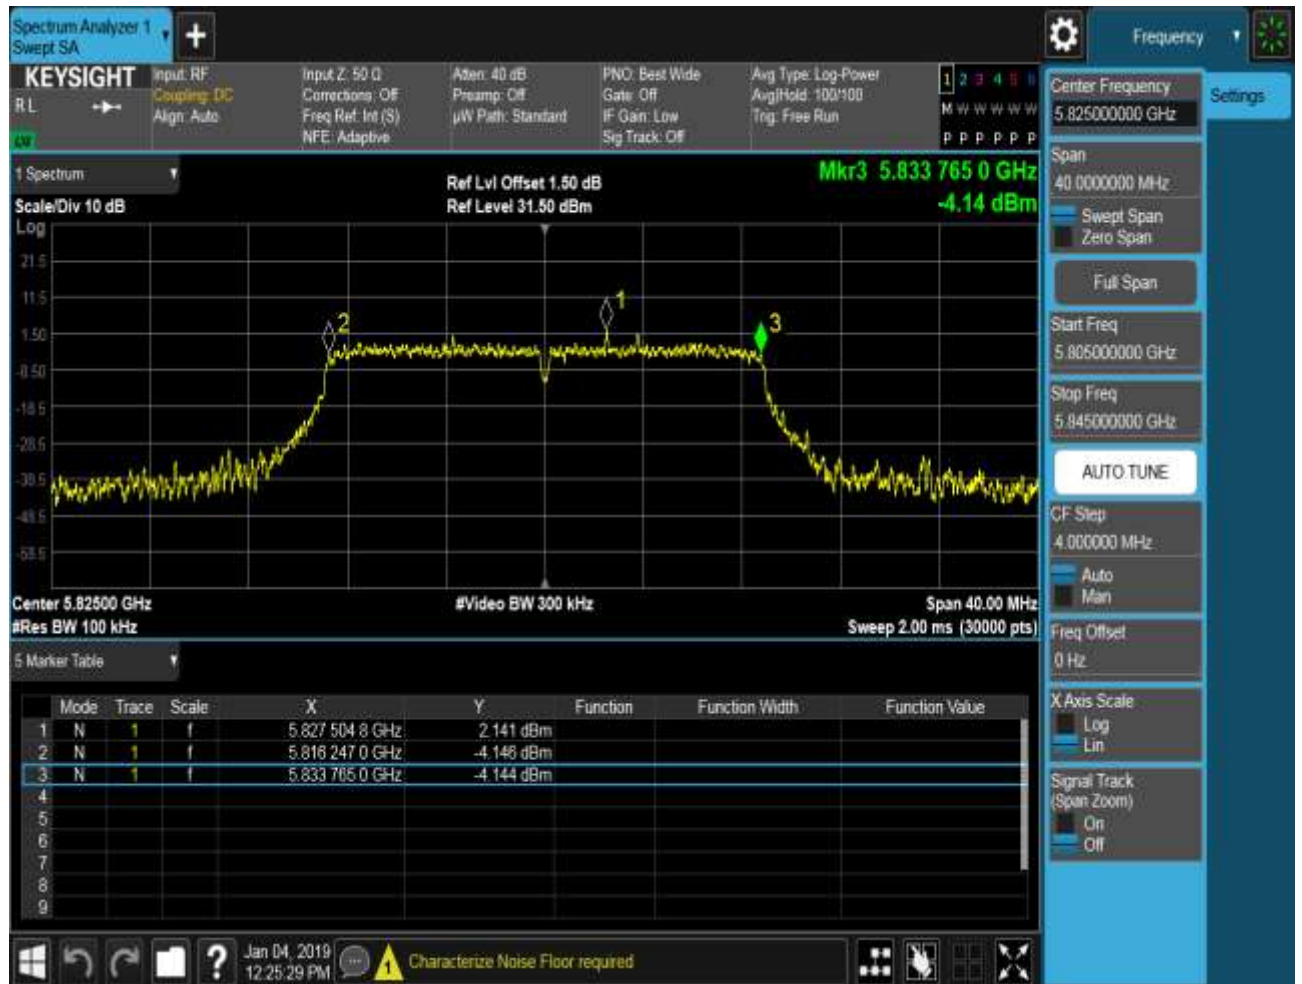 Spectrum Analyzer 1
Swept SA
Frequency
KEYSIGHT
RL
Input: RF
Coupling: DC
Align: Auto
Input Z: 50 Ω
Corrections: Off
Freq Ref: Int (S)
NFE: Adaptive
Atten: 40 dB
Preamp: Off
µW Path: Standard
PNO: Best Wide
Gate: Off
IF Gain: Low
Sig Track: Off
Avg Type: Log-Power
Avg|Hold: 100/100
Trig: Free Run
1 2 3 4 5 6
M W W W W W
P P P P P P
1 Spectrum
Scale/Div 10 dB
Log
Ref Lvl Offset 1.50 dB
Ref Level 31.50 dBm
Mkr3 5.833 765 0 GHz
-4.14 dBm
21.5
11.5
1.50
-8.50
-18.5
-28.5
-38.5
-48.5
-58.5
1
2
3
Center 5.82500 GHz
#Res BW 100 kHz
#Video BW 300 kHz
Span 40.00 MHz
Sweep 2.00 ms (30000 pts)
5 Marker Table
Mode Trace Scale X Y Function Function Width Function Value
1 N 1 f 5.827 504 8 GHz 2.141 dBm
2 N 1 f 5.816 247 0 GHz -4.146 dBm
3 N 1 f 5.833 765 0 GHz -4.144 dBm
4
5
6
7
8
9
Jan 04, 2019
12:25:29 PM
Characterize Noise Floor required
Settings
Center Frequency
5.825000000 GHz
Span
40.0000000 MHz
Swept Span
Zero Span
Full Span
Start Freq
5.805000000 GHz
Stop Freq
5.845000000 GHz
AUTO TUNE
CF Step
4.000000 MHz
Auto
Man
Freq Offset
0 Hz
X Axis Scale
Log
Lin
Signal Track
(Span Zoom)
On
Off